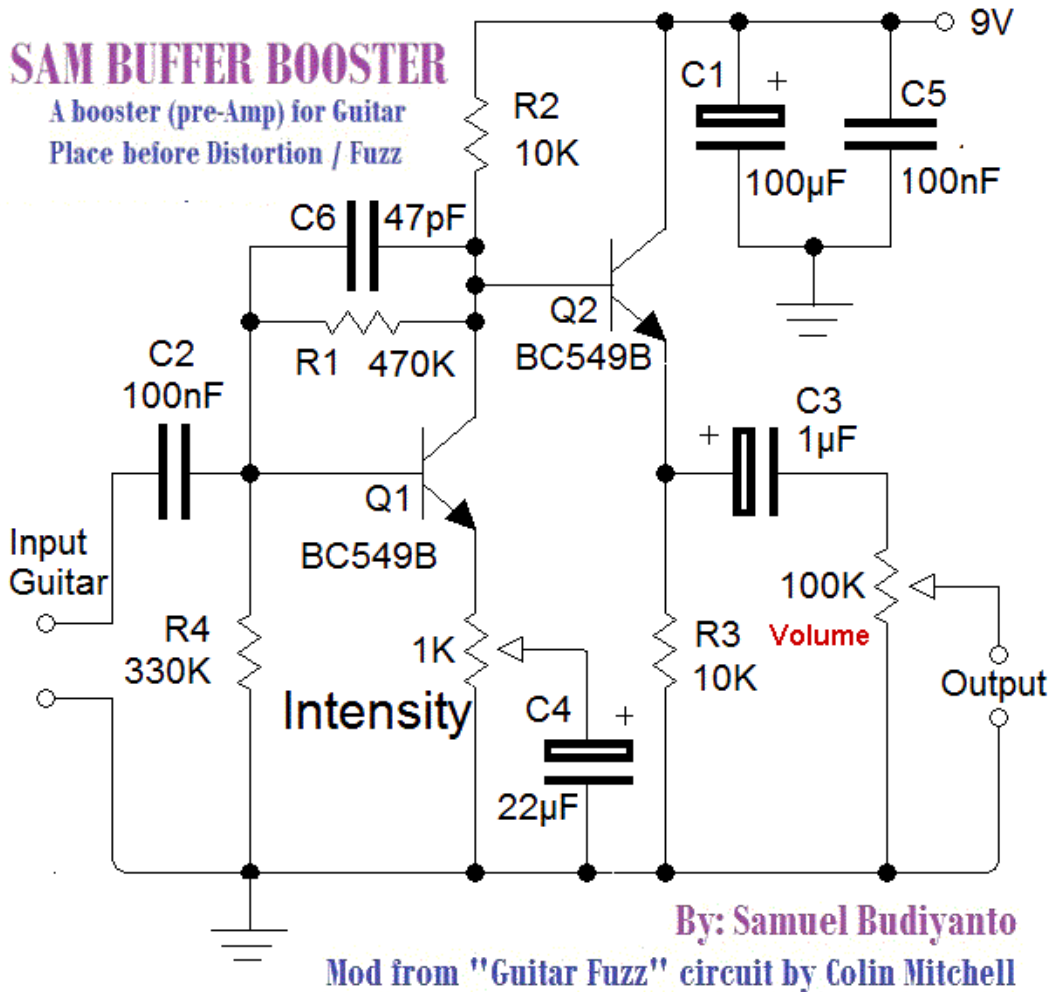 SAM BUFFER BOOSTER
A booster (pre-Amp) for Guitar
Place before Distortion / Fuzz
9V
R2
10K
C1
+
100µF
C5
100nF
C6
47pF
R1
470K
Q2
BC549B
C2
100nF
Q1
BC549B
C3
+
1µF
Input
Guitar
R4
330K
1K
Intensity
C4
+
22µF
R3
10K
100K
Volume
Output
By: Samuel Budiyanto
Mod from "Guitar Fuzz" circuit by Colin Mitchell